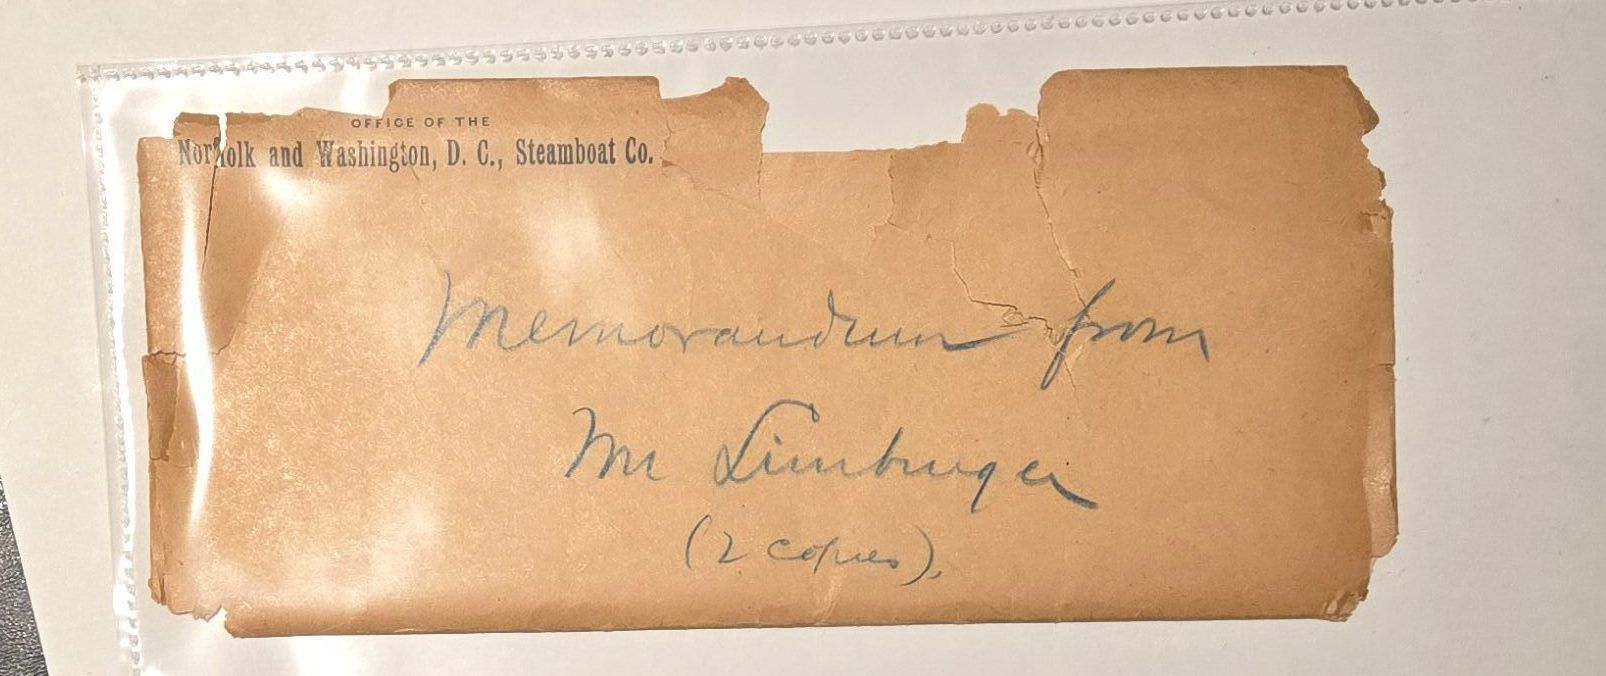 OFFICE OF THE
Norfolk and Washington, D. C., Steamboat Co.
Memorandum from
Mr Limburger
(2 copies).